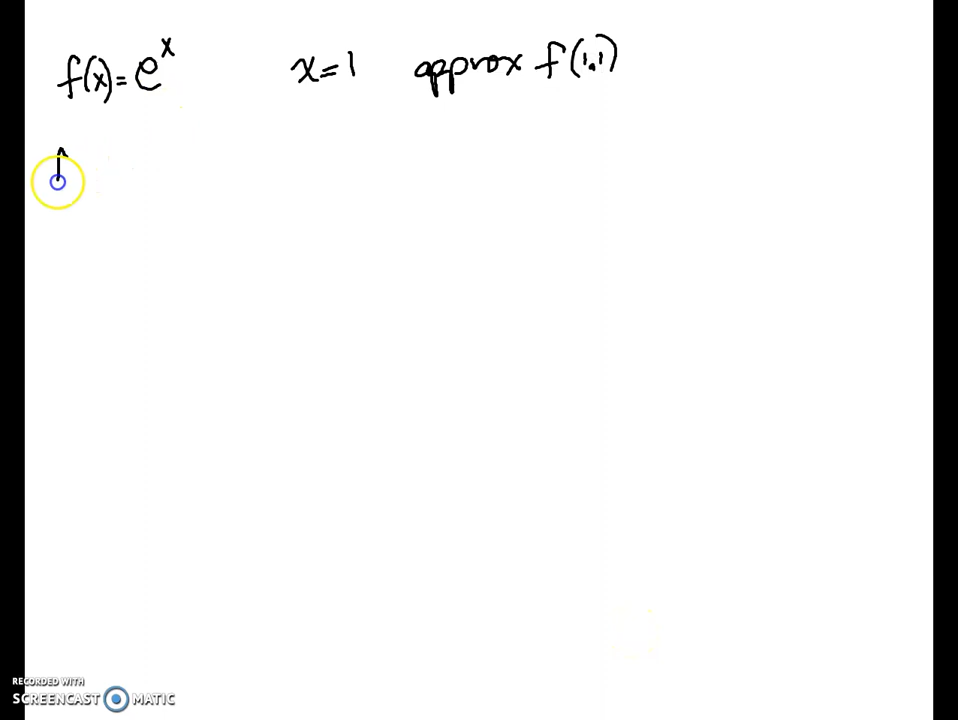 f(x) = e^x x = 1 approx f(1.1)
RECORDED WITH
SCREENCAST MATIC